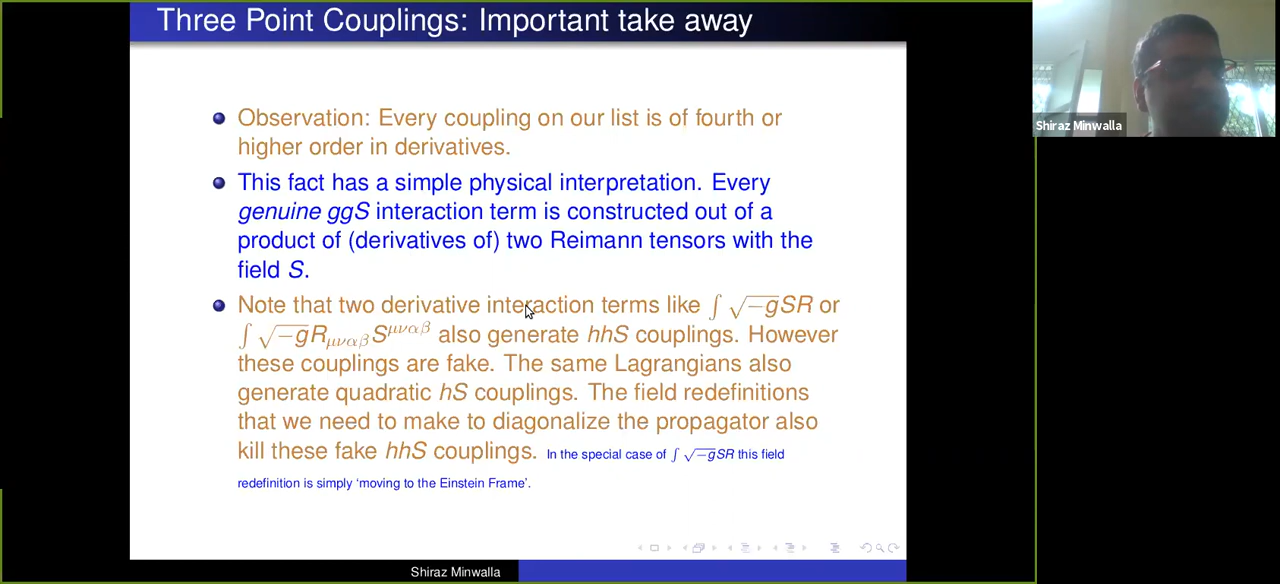 Three Point Couplings: Important take away
Observation: Every coupling on our list is of fourth or
higher order in derivatives.
This fact has a simple physical interpretation. Every
genuine ggS interaction term is constructed out of a
product of (derivatives of) two Reimann tensors with the
field S.
Note that two derivative interaction terms like ∫ √−g SR or
∫ √−g R_{μναβ} S^{μναβ} also generate hhS couplings. However
these couplings are fake. The same Lagrangians also
generate quadratic hS couplings. The field redefinitions
that we need to make to diagonalize the propagator also
kill these fake hhS couplings. In the special case of ∫ √−g SR this field
redefinition is simply ‘moving to the Einstein Frame’.
Shiraz Minwalla
Shiraz Minwalla